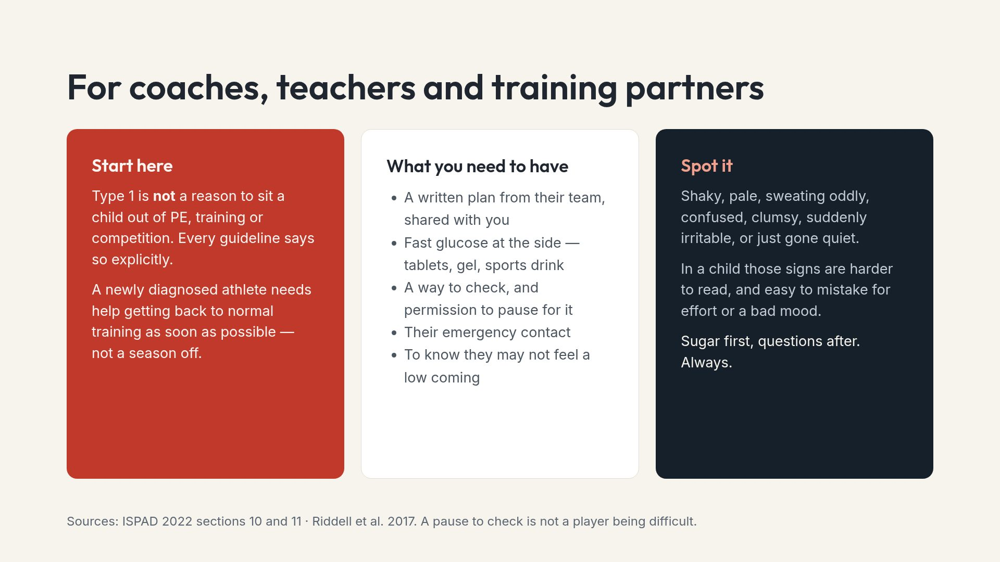 For coaches, teachers and training partners
Start here
Type 1 is not a reason to sit a
child out of PE, training or
competition. Every guideline says
so explicitly.
A newly diagnosed athlete needs
help getting back to normal
training as soon as possible —
not a season off.
What you need to have
• A written plan from their team,
shared with you
• Fast glucose at the side —
tablets, gel, sports drink
• A way to check, and
permission to pause for it
• Their emergency contact
• To know they may not feel a
low coming
Spot it
Shaky, pale, sweating oddly,
confused, clumsy, suddenly
irritable, or just gone quiet.
In a child those signs are harder
to read, and easy to mistake for
effort or a bad mood.
Sugar first, questions after.
Always.
Sources: ISPAD 2022 sections 10 and 11 · Riddell et al. 2017. A pause to check is not a player being difficult.